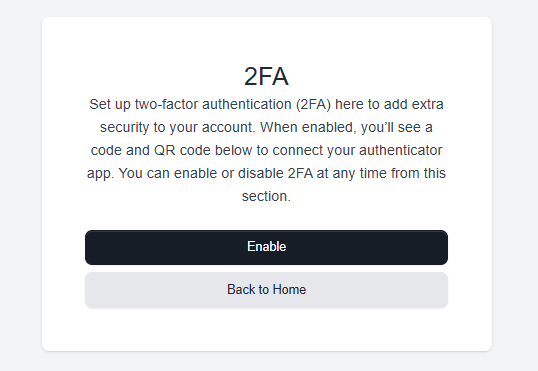 2FA
Set up two-factor authentication (2FA) here to add extra
security to your account. When enabled, you’ll see a
code and QR code below to connect your authenticator
app. You can enable or disable 2FA at any time from this
section.
Enable
Back to Home